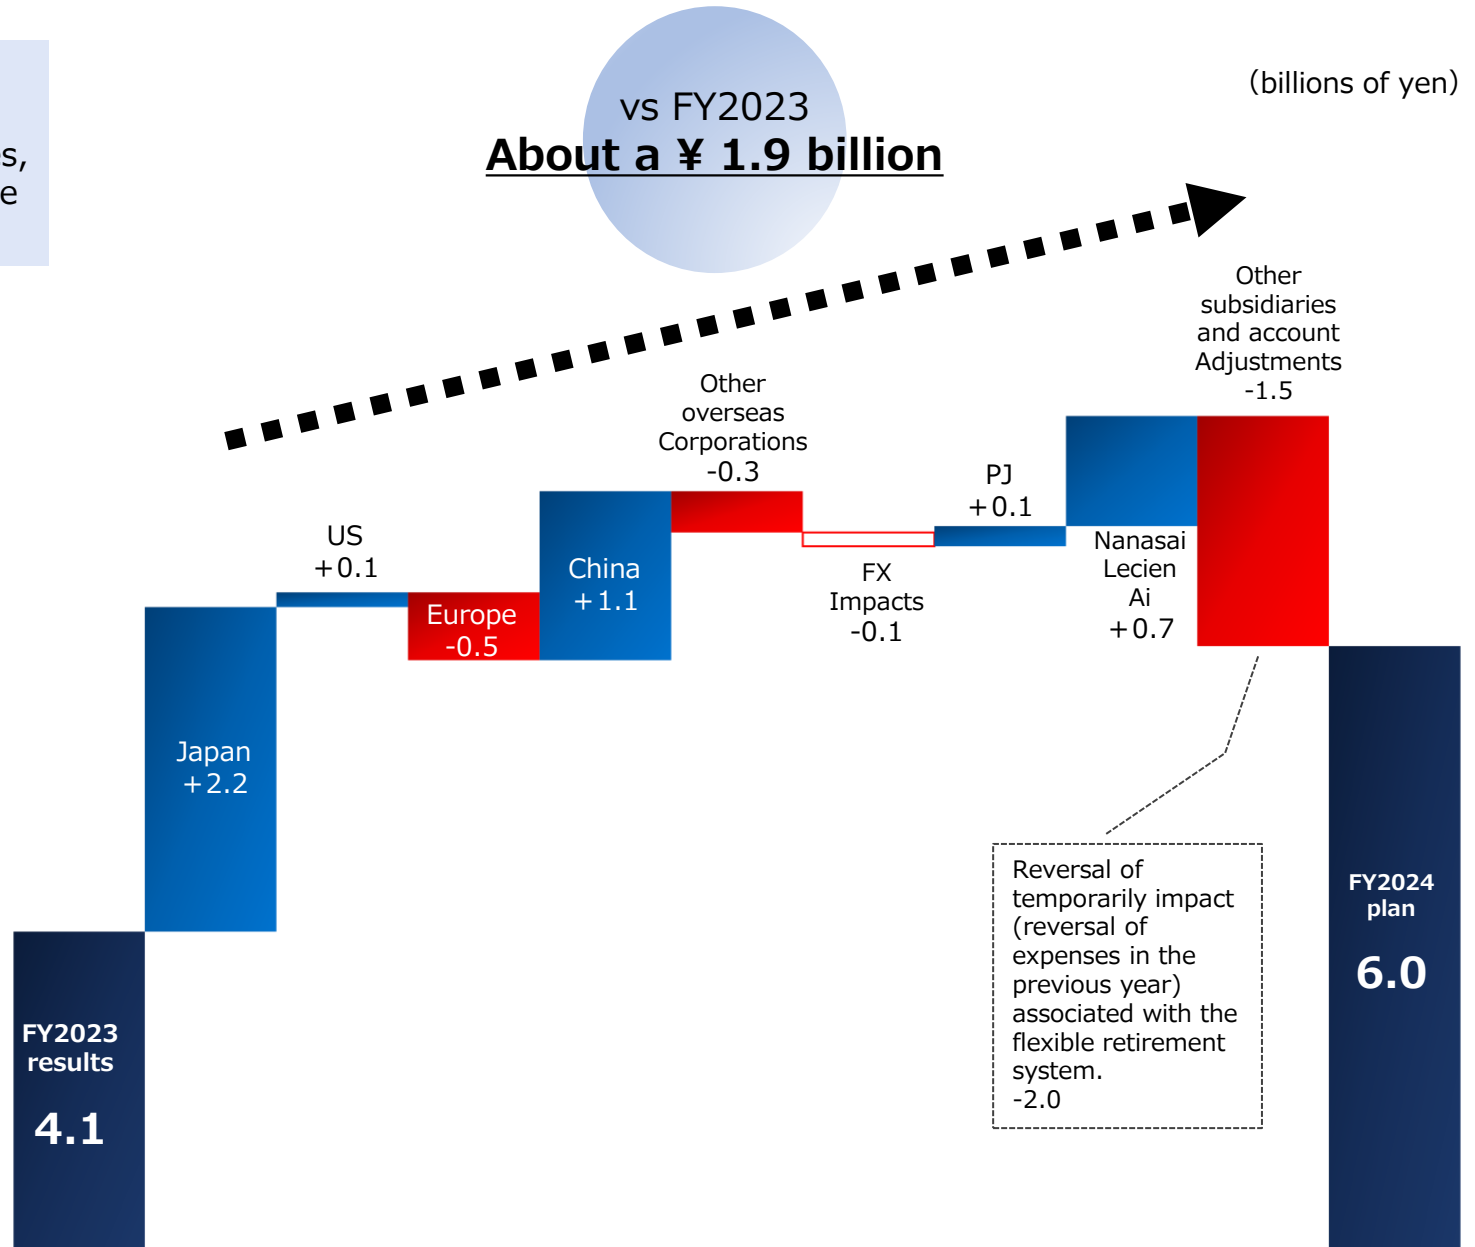 vs FY2023
About a ¥ 1.9 billion
(billions of yen)
Other
subsidiaries
and account
Adjustments
-1.5
Other
overseas
Corporations
-0.3
PJ
+0.1
US
+0.1
Europe
-0.5
China
+1.1
FX
Impacts
-0.1
Nanasai
Lecien
Ai
+0.7
Japan
+2.2
Reversal of
temporarily impact
(reversal of
expenses in the
previous year)
associated with the
flexible retirement
system.
-2.0
FY2024
plan
6.0
FY2023
results
4.1